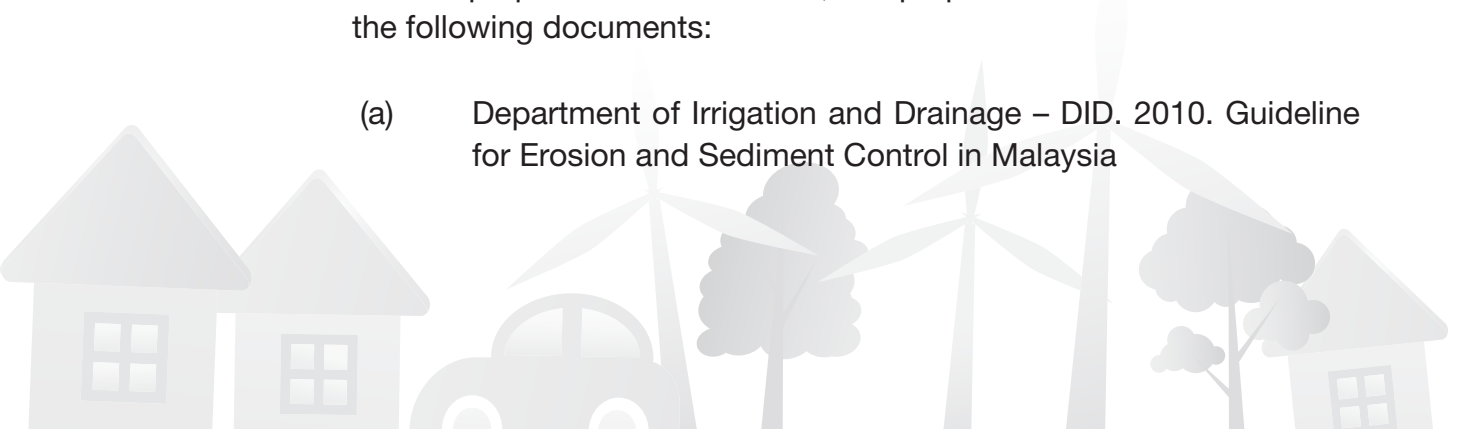 the following documents:
(a) Department of Irrigation and Drainage – DID. 2010. Guideline
for Erosion and Sediment Control in Malaysia